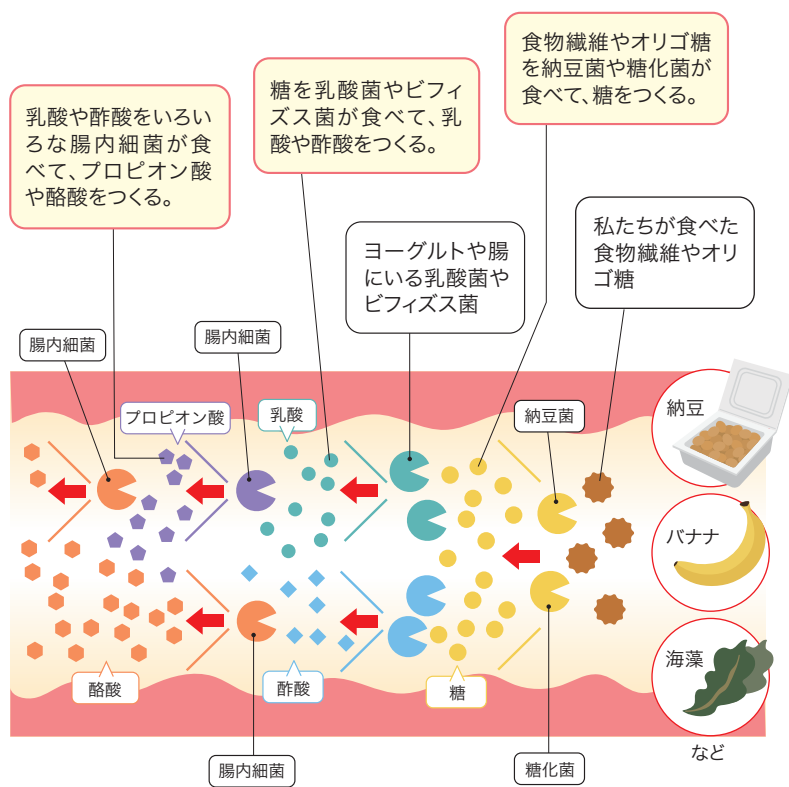 食物繊維やオリゴ糖
を納豆菌や糖化菌が
食べて、糖をつくる。
糖を乳酸菌やビフィ
ズス菌が食べて、乳
酸や酢酸をつくる。
乳酸や酢酸をいろい
ろな腸内細菌が食
べて、プロピオン酸
や酪酸をつくる。
私たちが食べた
食物繊維やオリ
ゴ糖
ヨーグルトや腸
にいる乳酸菌や
ビフィズス菌
腸内細菌
腸内細菌
プロピオン酸
乳酸
納豆菌
納豆
バナナ
海藻
など
酪酸
酢酸
糖
腸内細菌
糖化菌